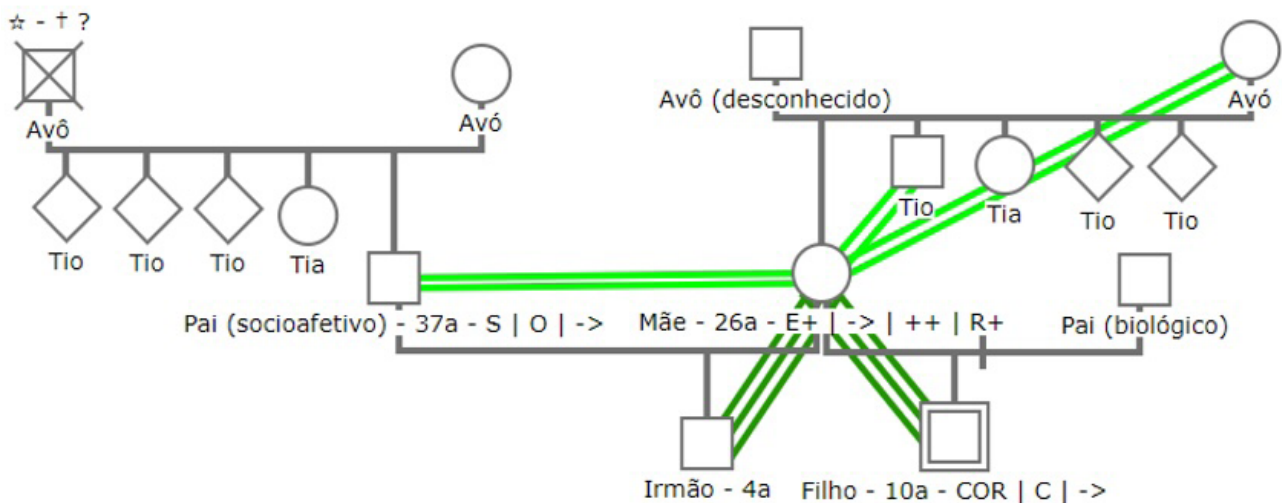 ☆ - † ?
Avô
Avó
Avô (desconhecido)
Avó
Tio
Tio
Tio
Tia
Tio
Tia
Tio
Tio
Pai (socioafetivo) - 37a - S | O | ->
Mãe - 26a - E+ | -> | ++ | R+
Pai (biológico)
Irmão - 4a
Filho - 10a - COR | C | ->